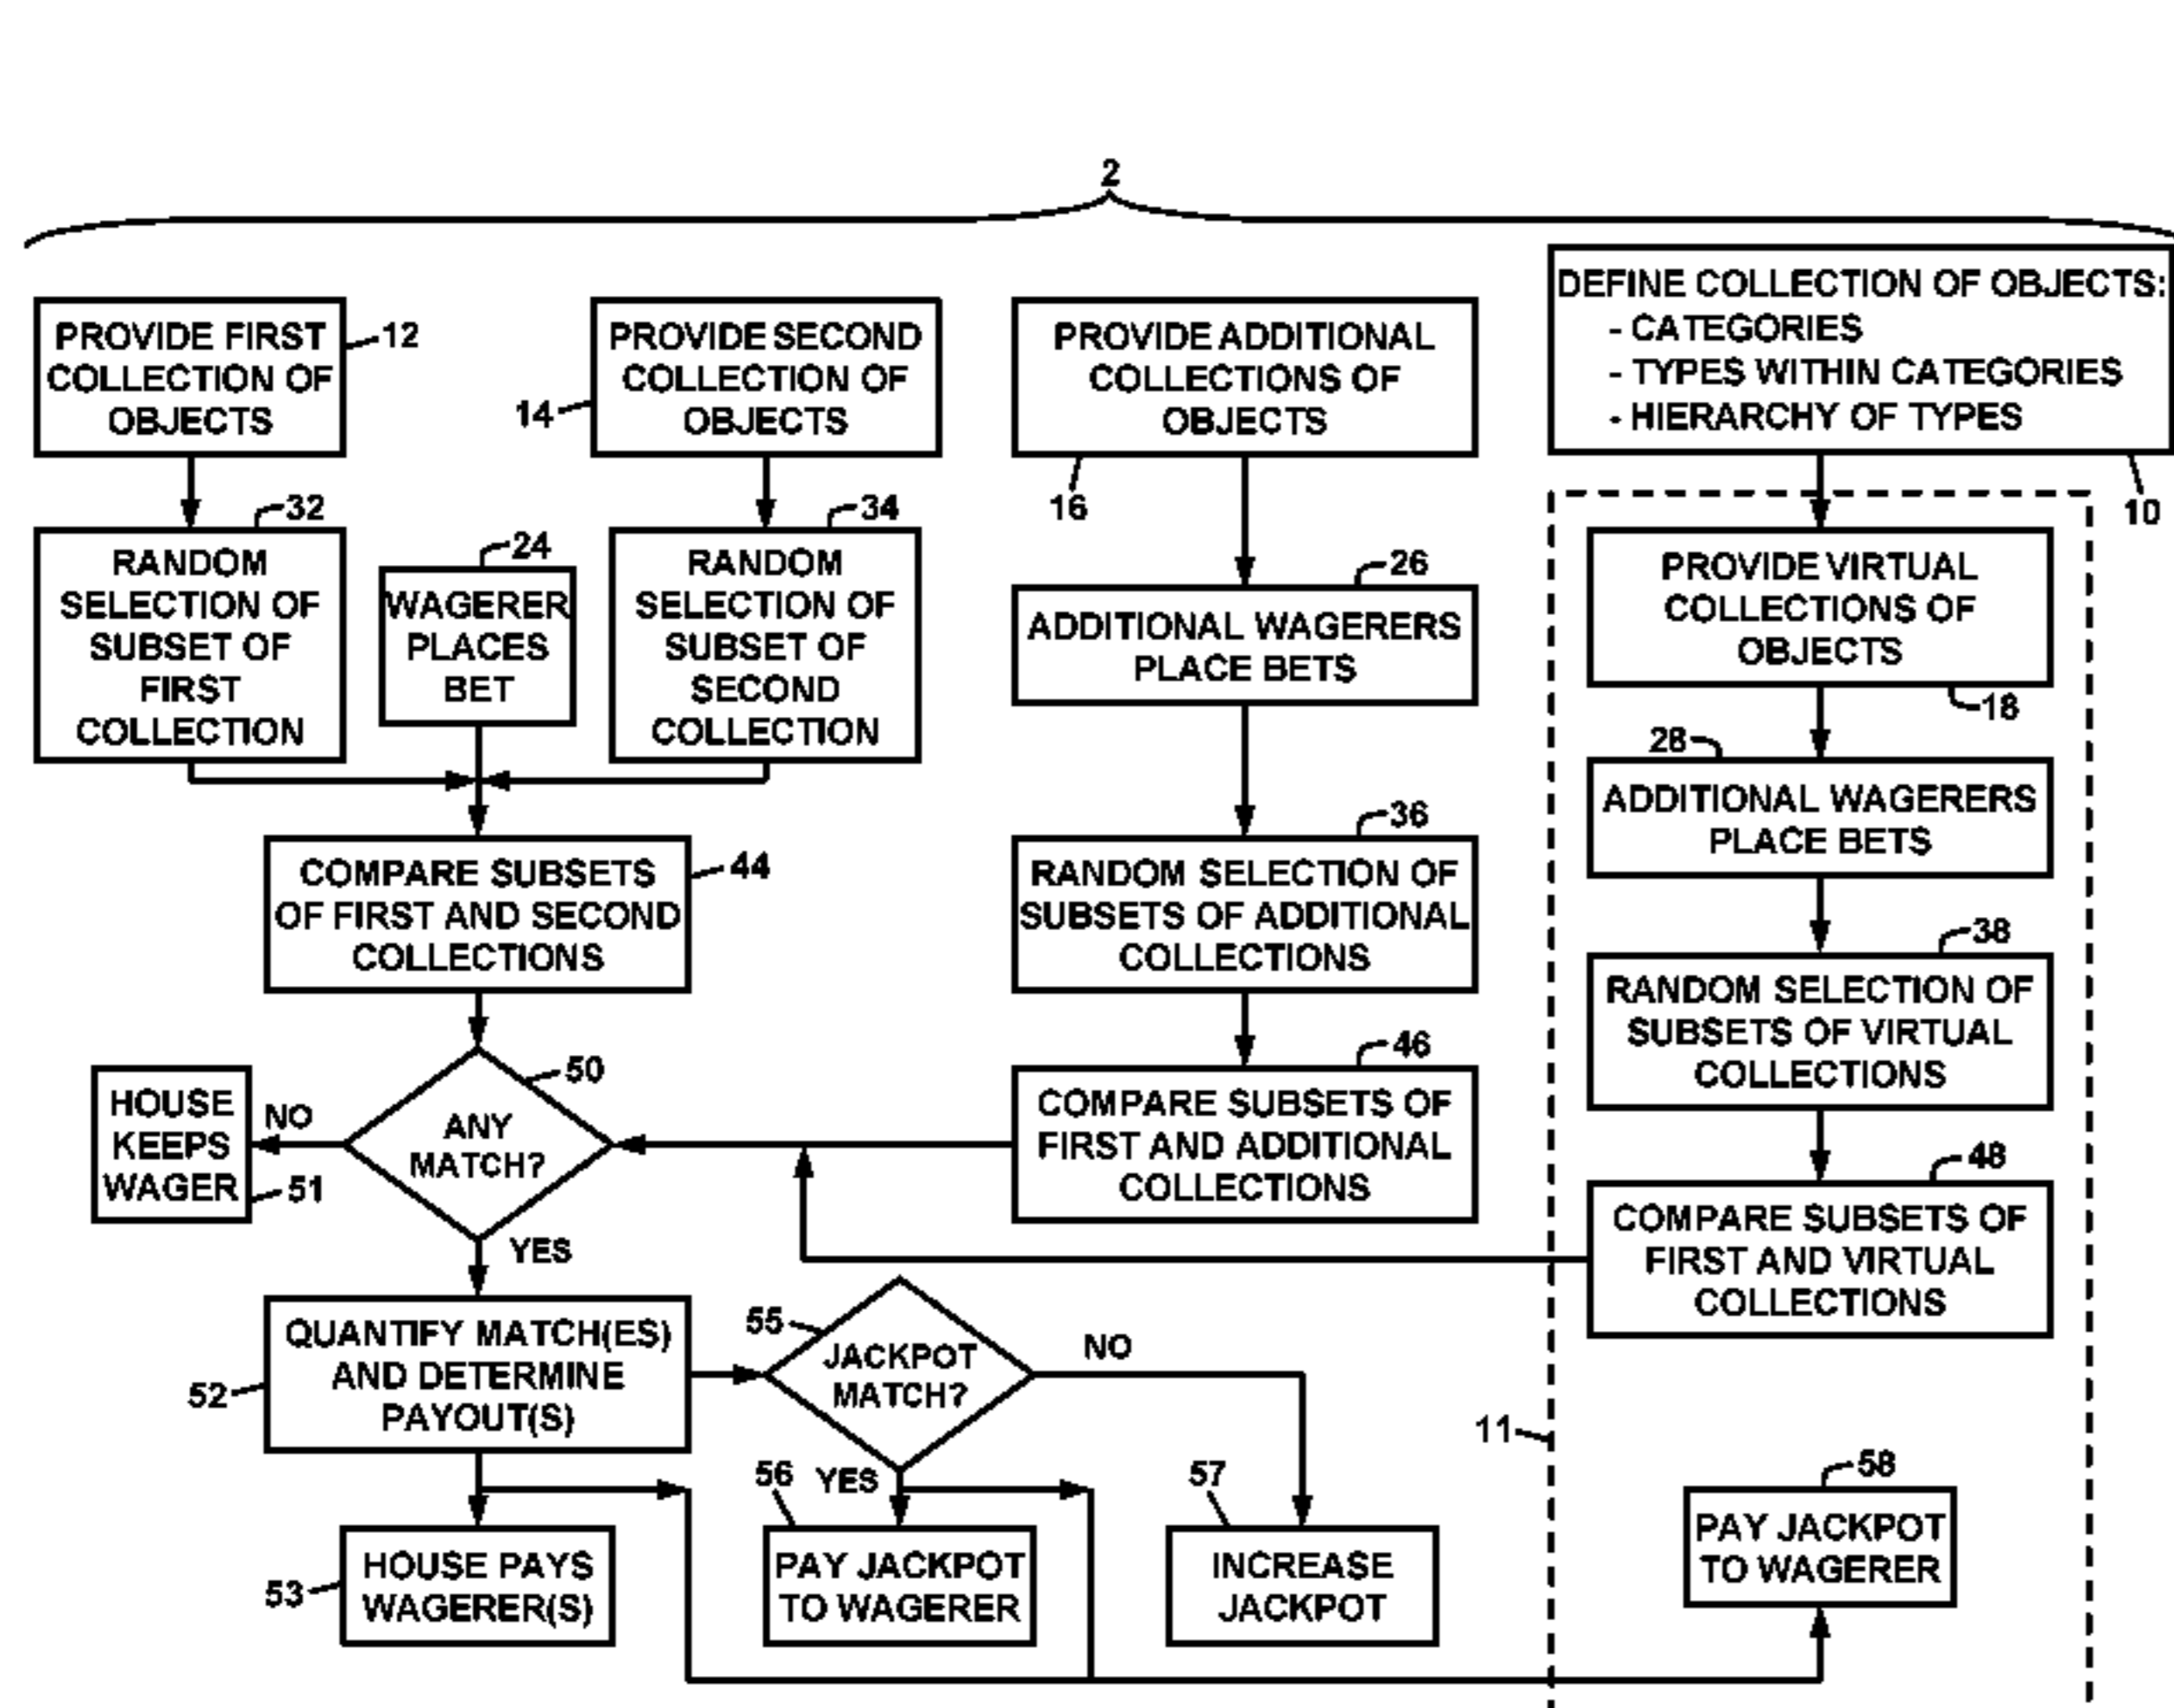 2
PROVIDE FIRST
COLLECTION OF
OBJECTS
12
PROVIDE SECOND
COLLECTION OF
OBJECTS
14
PROVIDE ADDITIONAL
COLLECTIONS OF
OBJECTS
16
DEFINE COLLECTION OF OBJECTS:
- CATEGORIES
- TYPES WITHIN CATEGORIES
- HIERARCHY OF TYPES
10
32
RANDOM
SELECTION OF
SUBSET OF
FIRST
COLLECTION
24
WAGERER
PLACES
BET
34
RANDOM
SELECTION OF
SUBSET OF
SECOND
COLLECTION
26
ADDITIONAL WAGERERS
PLACE BETS
PROVIDE VIRTUAL
COLLECTIONS OF
OBJECTS
18
28
ADDITIONAL WAGERERS
PLACE BETS
COMPARE SUBSETS
OF FIRST AND SECOND
COLLECTIONS
44
36
RANDOM SELECTION OF
SUBSETS OF ADDITIONAL
COLLECTIONS
38
RANDOM SELECTION OF
SUBSETS OF VIRTUAL
COLLECTIONS
HOUSE
KEEPS
WAGER
51
NO
ANY
MATCH?
50
YES
46
COMPARE SUBSETS OF
FIRST AND ADDITIONAL
COLLECTIONS
48
COMPARE SUBSETS OF
FIRST AND VIRTUAL
COLLECTIONS
QUANTIFY MATCH(ES)
AND DETERMINE
PAYOUT(S)
52
55
JACKPOT
MATCH?
NO
YES
11
53
HOUSE PAYS
WAGERER(S)
56
PAY JACKPOT
TO WAGERER
57
INCREASE
JACKPOT
58
PAY JACKPOT
TO WAGERER